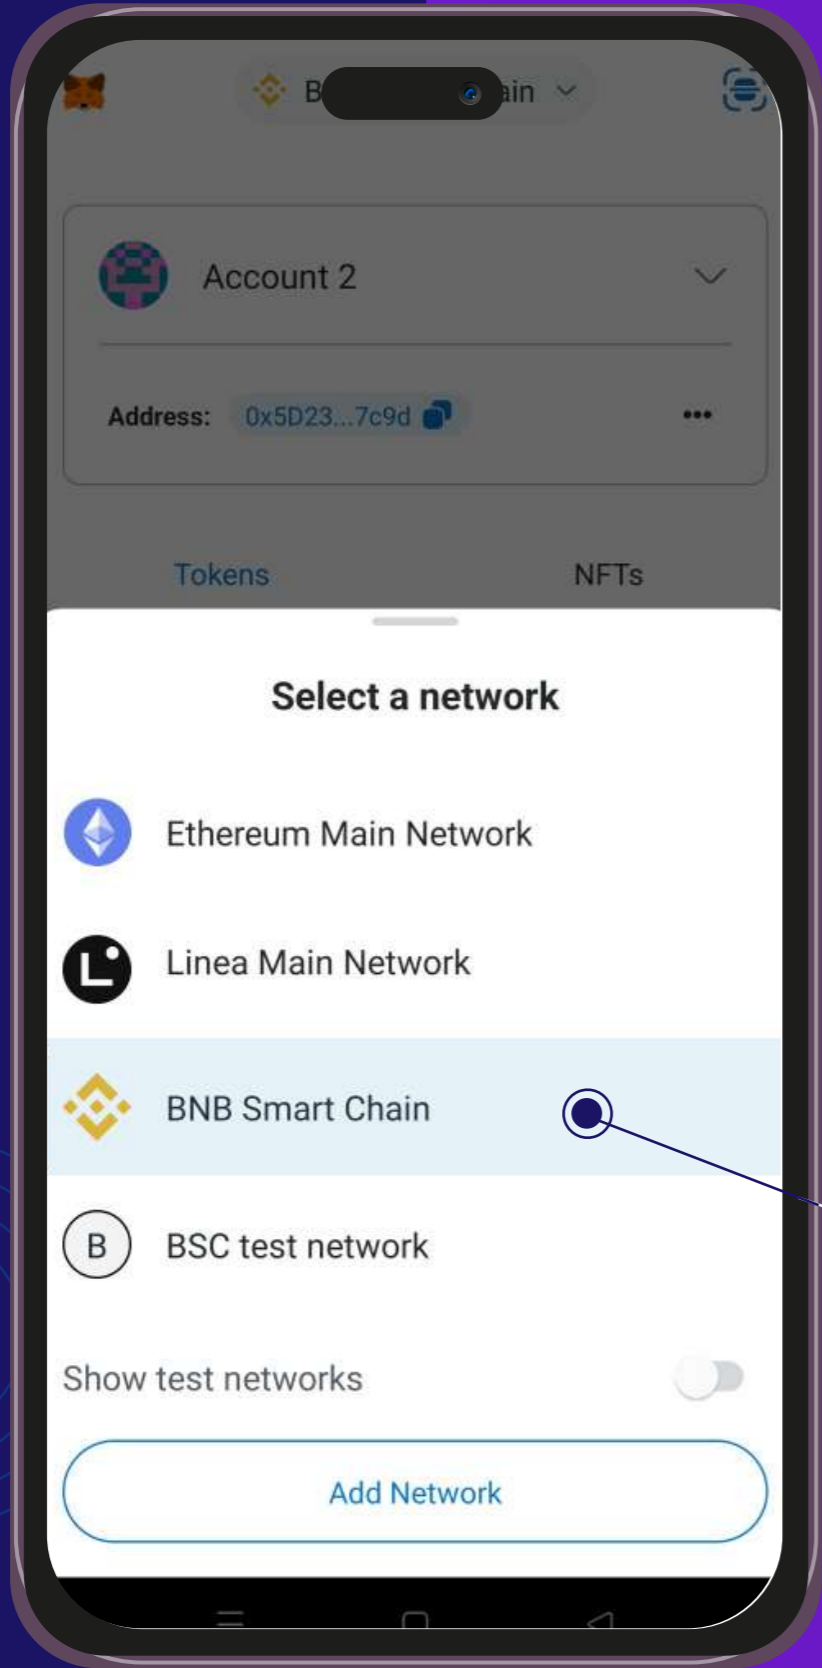 B ain
Account 2
Address: 0x5D23...7c9d
Tokens NFTs
Select a network
Ethereum Main Network
Linea Main Network
BNB Smart Chain
B BSC test network
Show test networks
Add Network